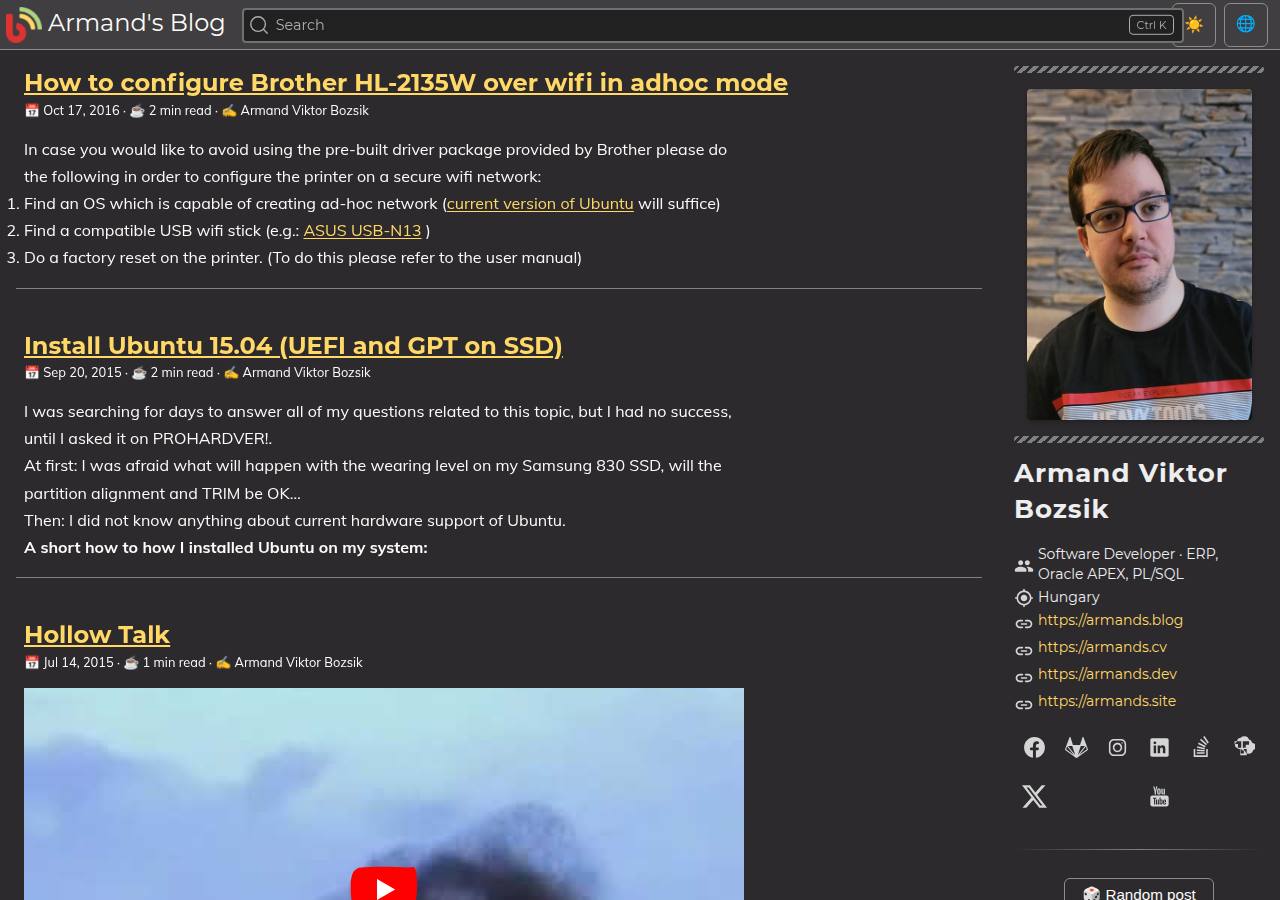 Armand's Blog
Search
Ctrl K
How to configure Brother HL-2135W over wifi in adhoc mode
📅 Oct 17, 2016 · ☕ 2 min read · ✍️ Armand Viktor Bozsik
In case you would like to avoid using the pre-built driver package provided by Brother please do
the following in order to configure the printer on a secure wifi network:
1. Find an OS which is capable of creating ad-hoc network (current version of Ubuntu will suffice)
2. Find a compatible USB wifi stick (e.g.: ASUS USB-N13 )
3. Do a factory reset on the printer. (To do this please refer to the user manual)
Install Ubuntu 15.04 (UEFI and GPT on SSD)
📅 Sep 20, 2015 · ☕ 2 min read · ✍️ Armand Viktor Bozsik
I was searching for days to answer all of my questions related to this topic, but I had no success,
until I asked it on PROHARDVER!.
At first: I was afraid what will happen with the wearing level on my Samsung 830 SSD, will the
partition alignment and TRIM be OK…
Then: I did not know anything about current hardware support of Ubuntu.
A short how to how I installed Ubuntu on my system:
Hollow Talk
📅 Jul 14, 2015 · ☕ 1 min read · ✍️ Armand Viktor Bozsik
HEAVY TOOLS
Armand Viktor
Bozsik
Software Developer · ERP,
Oracle APEX, PL/SQL
Hungary
https://armands.blog
https://armands.cv
https://armands.dev
https://armands.site
You
Tube
🎲 Random post